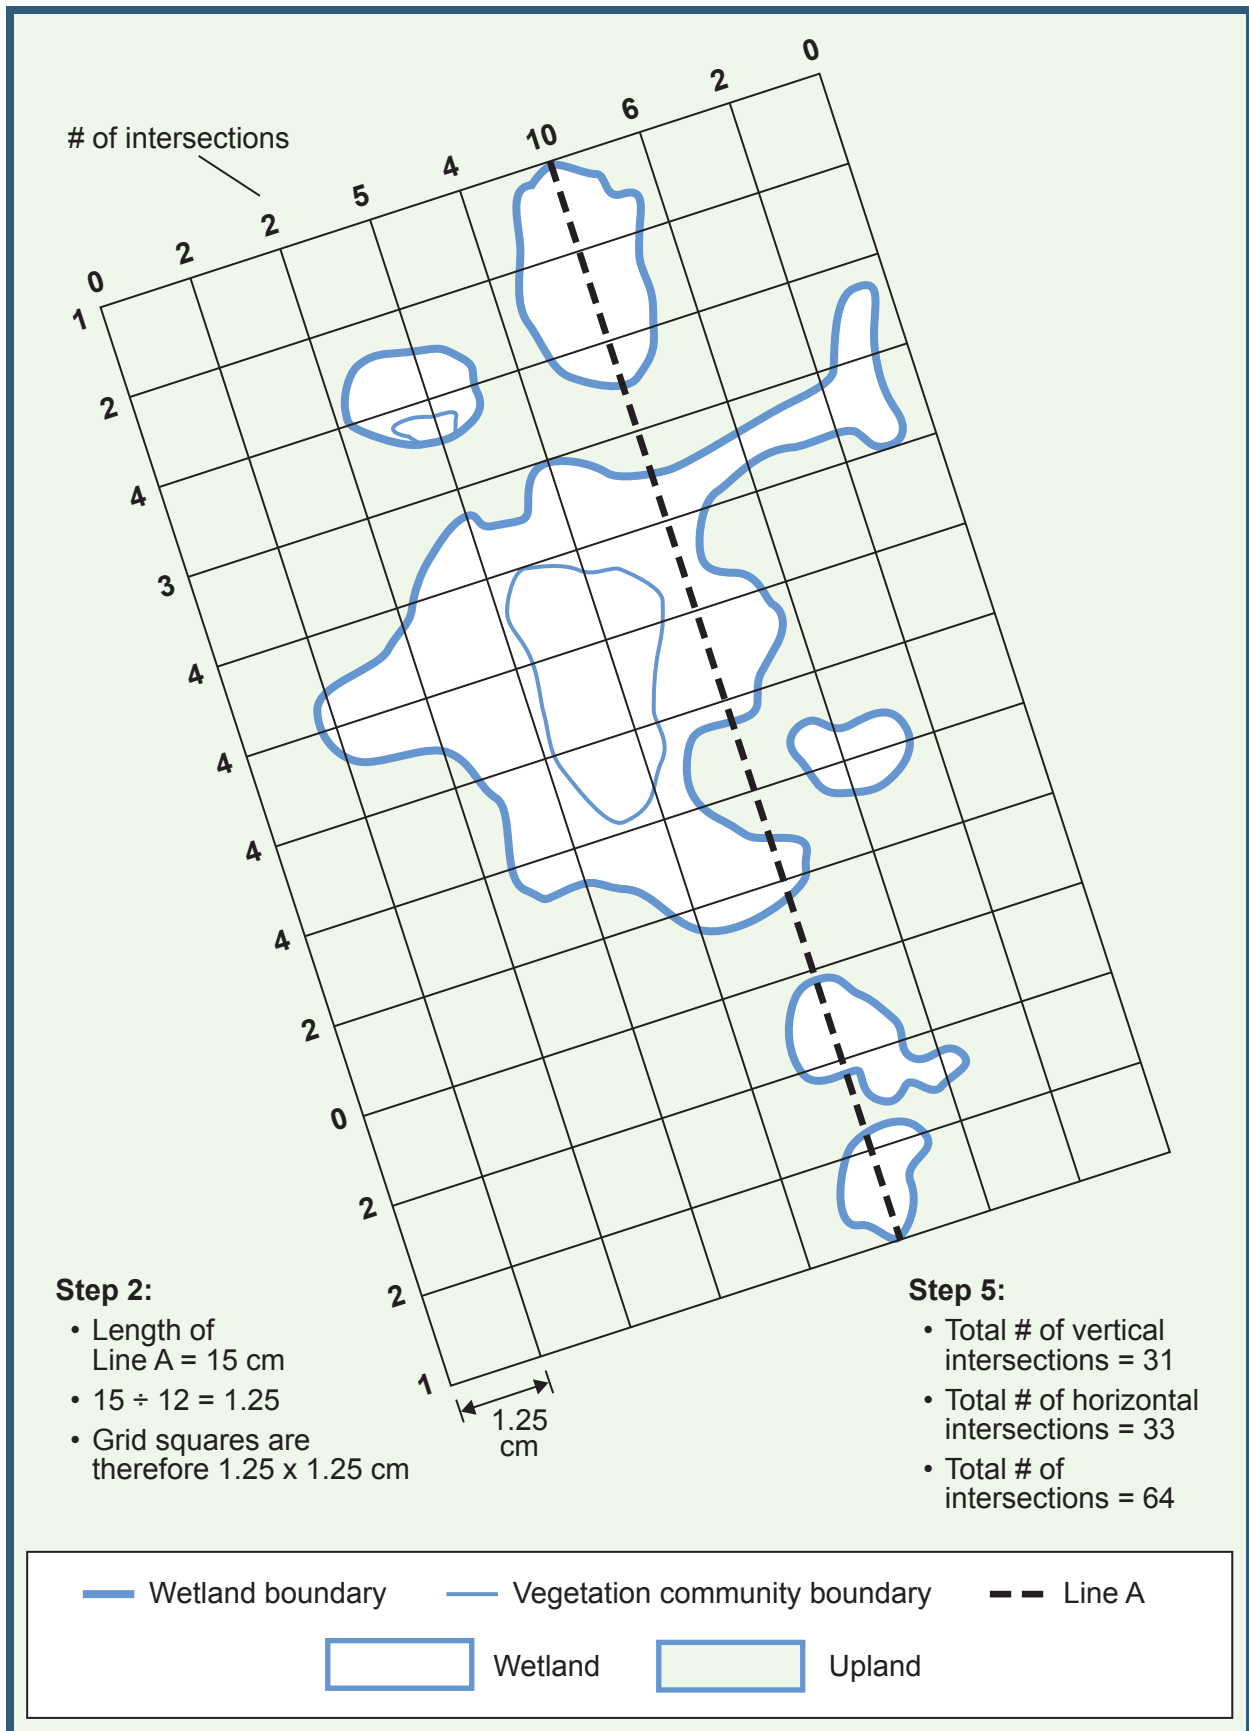 # of intersections
0
2
2
5
4
10
6
2
0
1
2
4
3
4
4
4
4
2
0
2
2
1
1.25
cm
Step 2:
• Length of
Line A = 15 cm
• 15 ÷ 12 = 1.25
• Grid squares are
therefore 1.25 x 1.25 cm
Step 5:
• Total # of vertical
intersections = 31
• Total # of horizontal
intersections = 33
• Total # of
intersections = 64
Wetland boundary
Vegetation community boundary
Line A
Wetland
Upland